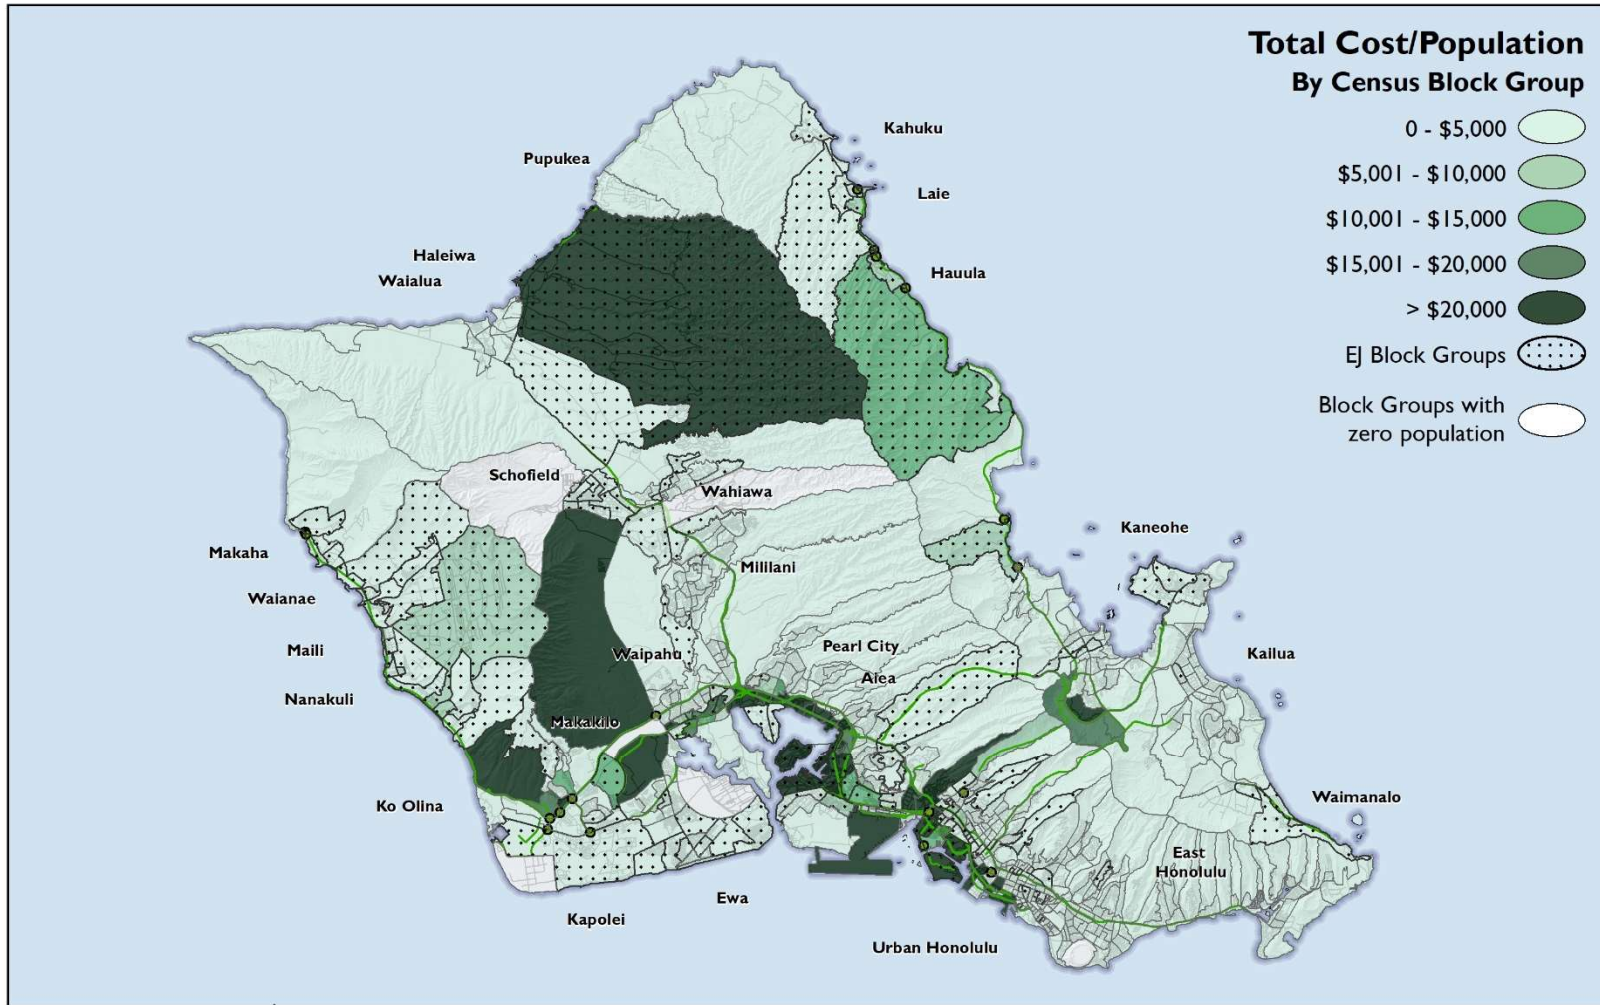 Total Cost/Population
By Census Block Group
0 - $5,000
$5,001 - $10,000
$10,001 - $15,000
$15,001 - $20,000
> $20,000
EJ Block Groups
Block Groups with
zero population
Kahuku
Pupukea
Laie
Haleiwa
Hauula
Waialua
Schofield
Wahiawa
Kaneohe
Makaha
Mililani
Waianae
Pearl City
Maili
Waipahu
Kailua
Aiea
Nanakuli
Makakilo
Ko Olina
Waimanalo
East
Honolulu
Ewa
Kapolei
Urban Honolulu